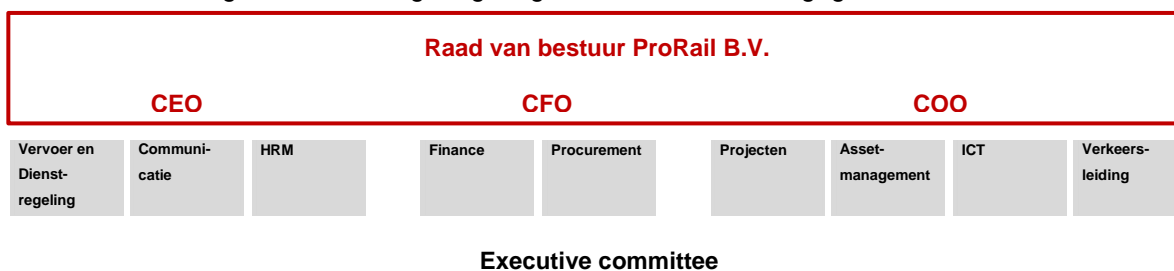 Raad van bestuur ProRail B.V.
CEO CFO COO
Vervoer en
Dienst-
regeling
Communi-
catie
HRM
Finance
Procurement
Projecten
Asset-
management
ICT
Verkeers-
leiding
Executive committee